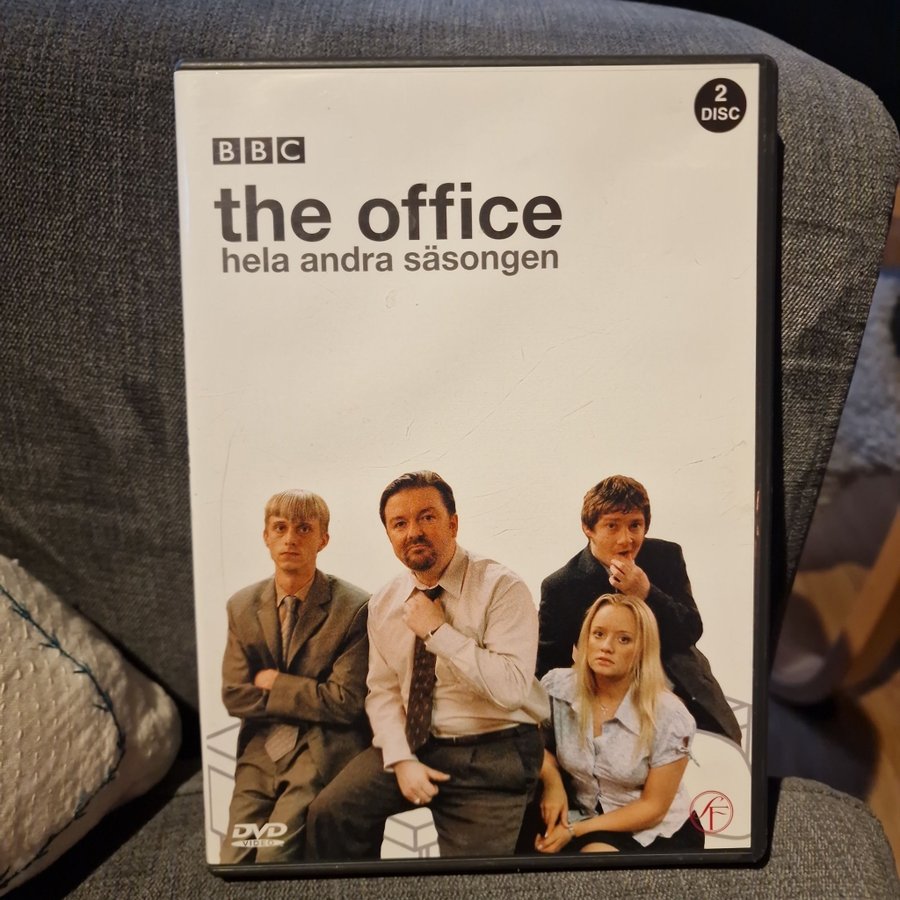 2
DISC
BBC
the office
hela andra säsongen
DVD
VIDEO
SF